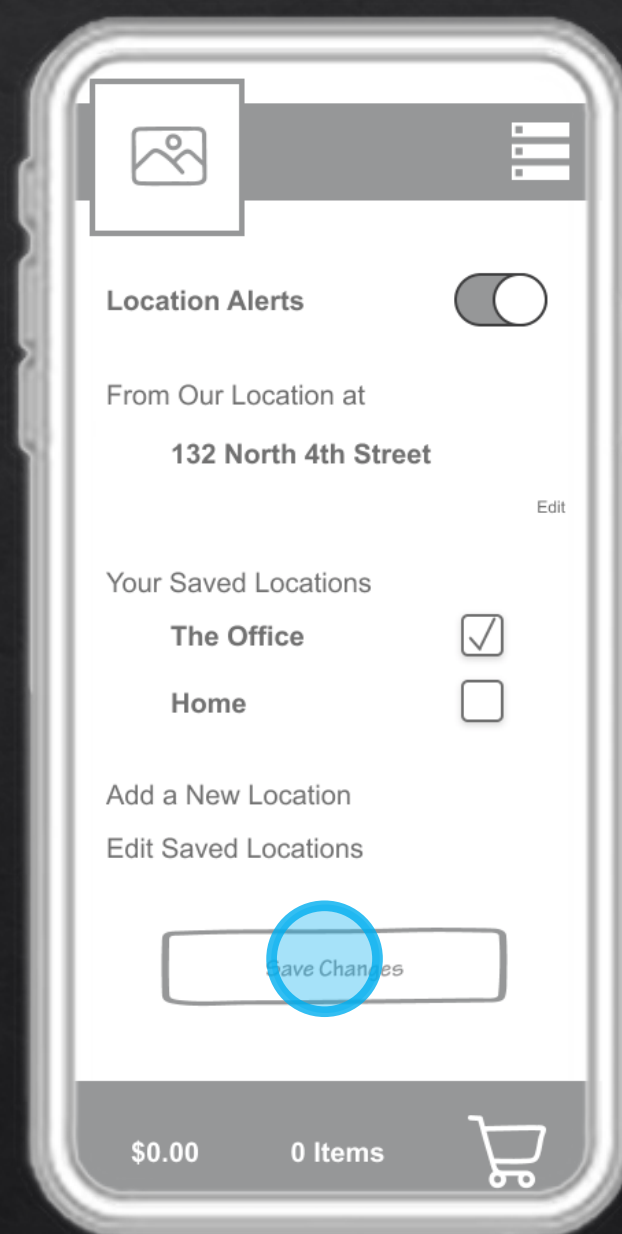 Location Alerts
From Our Location at
132 North 4th Street
Edit
Your Saved Locations
The Office
Home
Add a New Location
Edit Saved Locations
Save Changes
$0.00 0 Items